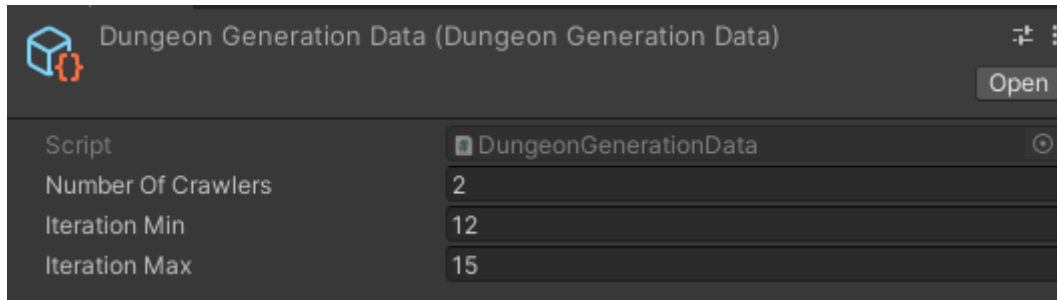 Dungeon Generation Data (Dungeon Generation Data)
Open
Script DungeonGenerationData
Number Of Crawlers 2
Iteration Min 12
Iteration Max 15